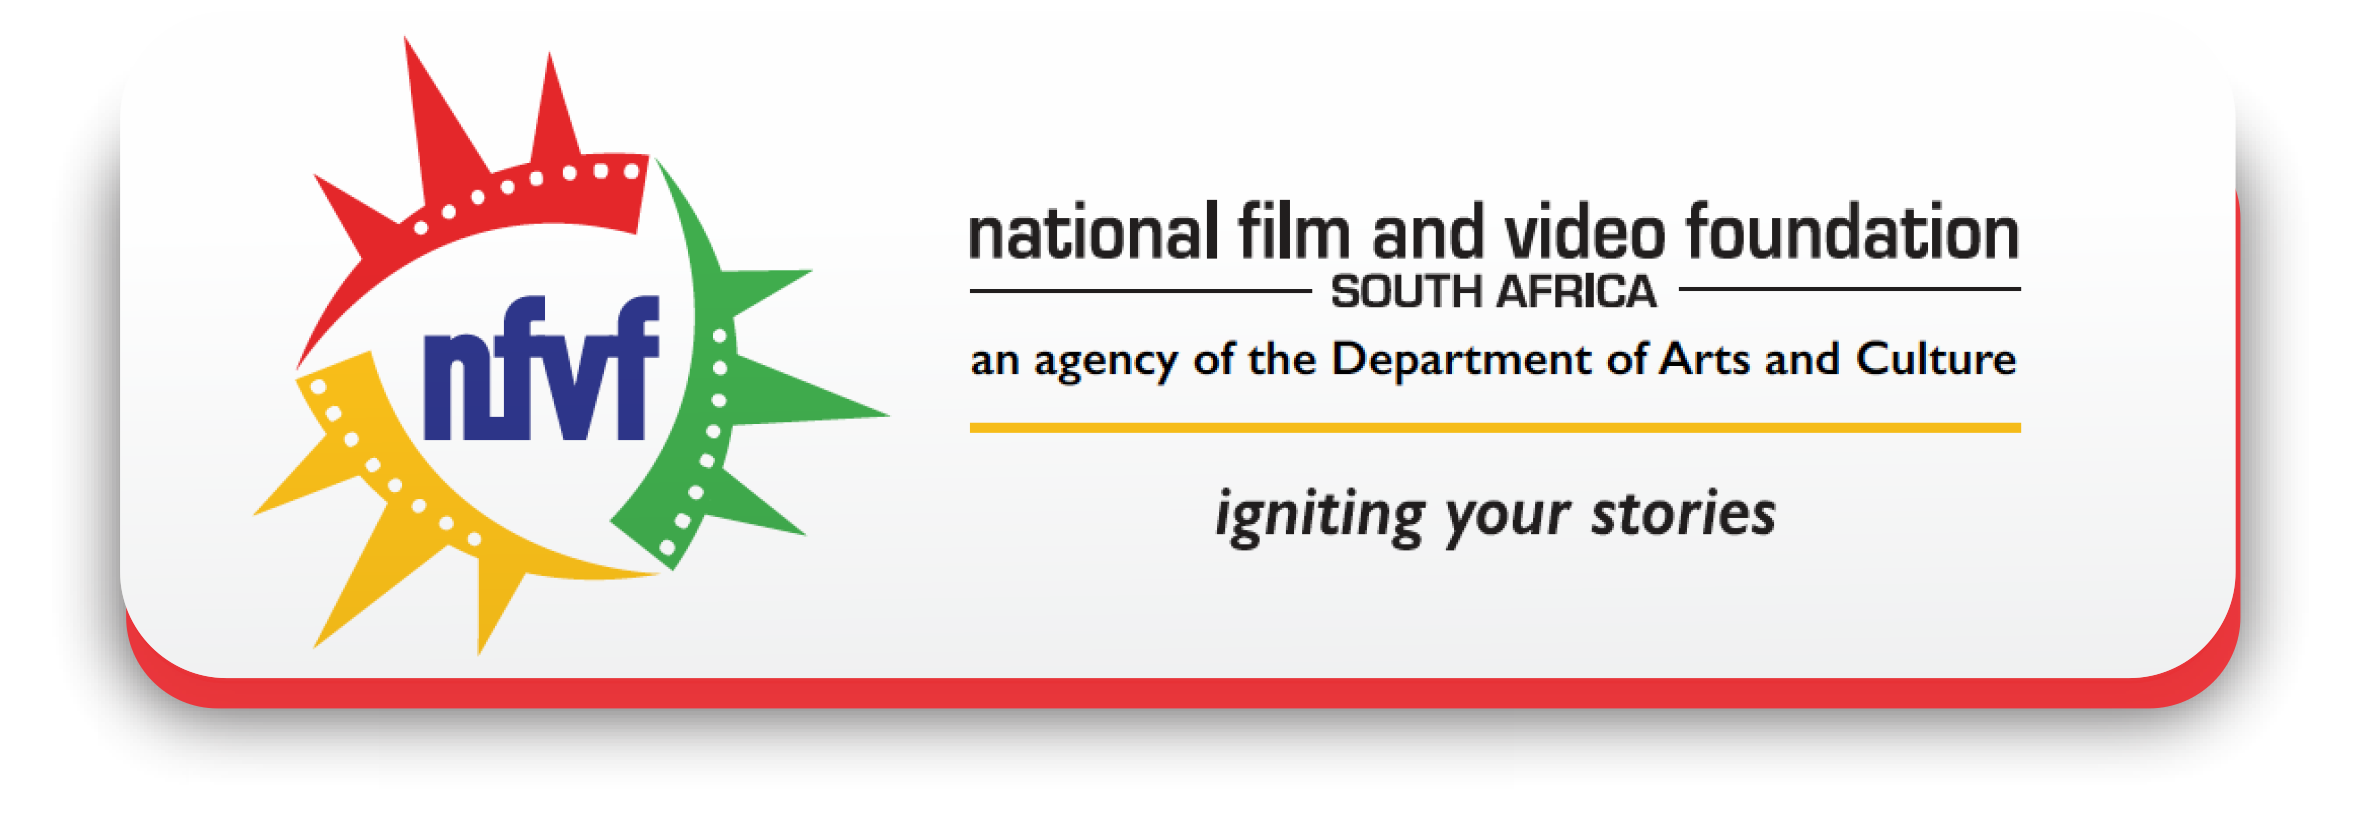 nfvf
national film and video foundation
SOUTH AFRICA
an agency of the Department of Arts and Culture
igniting your stories